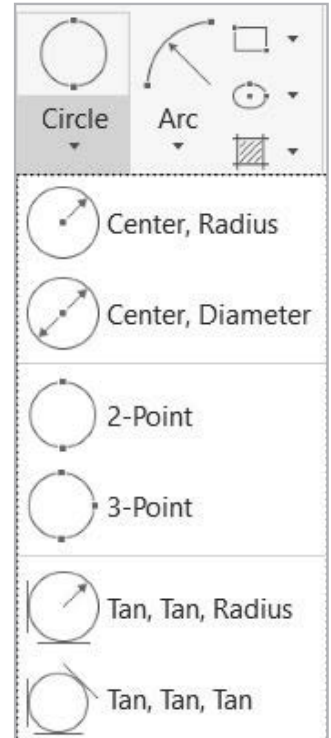 Circle
Arc
Center, Radius
Center, Diameter
2-Point
3-Point
Tan, Tan, Radius
Tan, Tan, Tan